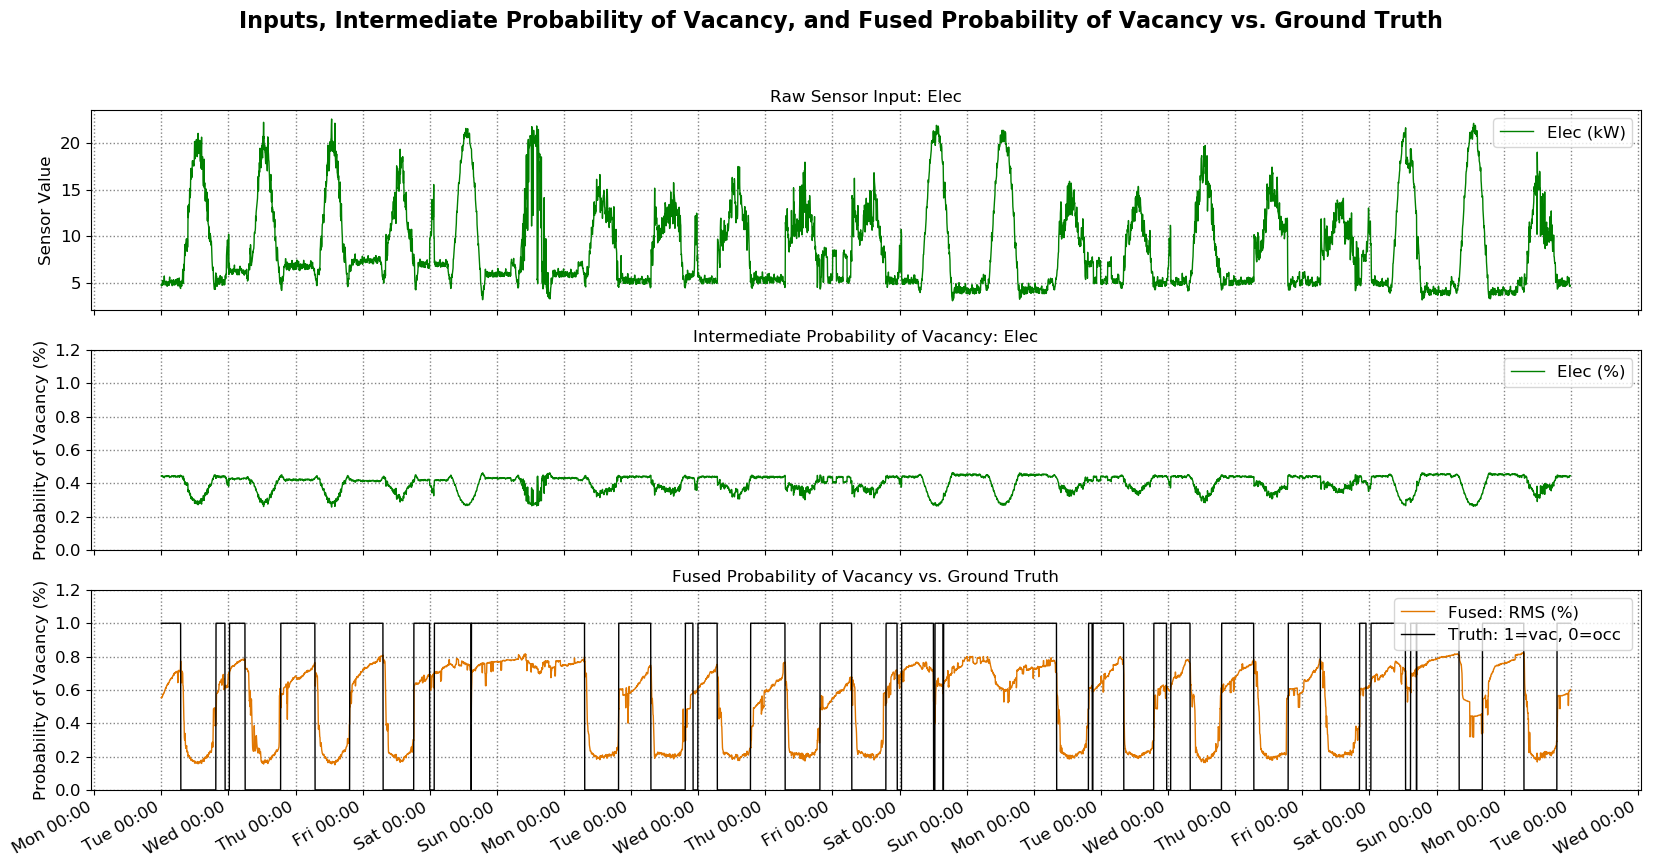 Inputs, Intermediate Probability of Vacancy, and Fused Probability of Vacancy vs. Ground Truth
Raw Sensor Input: Elec
Sensor Value
20
15
10
5
Elec (kW)
Intermediate Probability of Vacancy: Elec
Probability of Vacancy (%)
1.2
1.0
0.8
0.6
0.4
0.2
0.0
Elec (%)
Fused Probability of Vacancy vs. Ground Truth
Probability of Vacancy (%)
1.2
1.0
0.8
0.6
0.4
0.2
0.0
Fused: RMS (%)
Truth: 1=vac, 0=occ
Mon 00:00
Tue 00:00
Wed 00:00
Thu 00:00
Fri 00:00
Sat 00:00
Sun 00:00
Mon 00:00
Tue 00:00
Wed 00:00
Thu 00:00
Fri 00:00
Sat 00:00
Sun 00:00
Mon 00:00
Tue 00:00
Wed 00:00
Thu 00:00
Fri 00:00
Sat 00:00
Sun 00:00
Mon 00:00
Tue 00:00
Wed 00:00